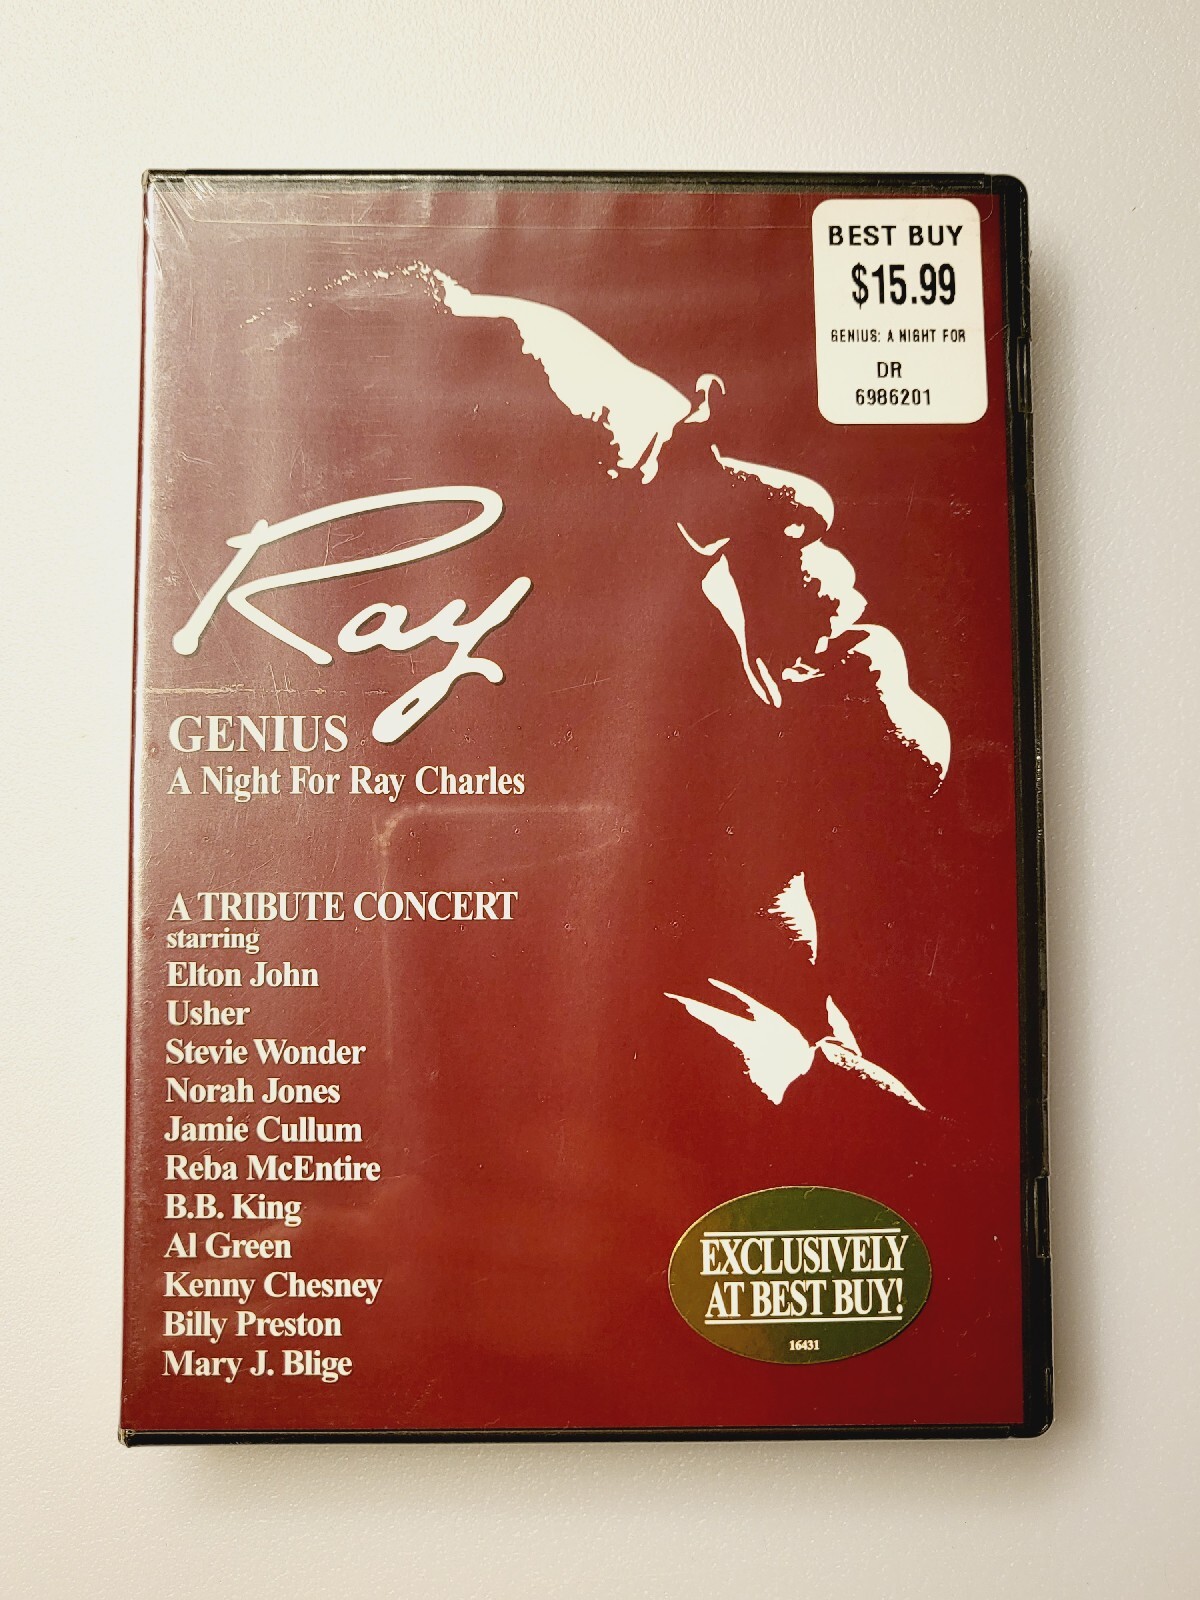 BEST BUY
$15.99
GENIUS: A NIGHT FOR
DR
6986201
Ray
GENIUS
A Night For Ray Charles
A TRIBUTE CONCERT
starring
Elton John
Usher
Stevie Wonder
Norah Jones
Jamie Cullum
Reba McEntire
B.B. King
Al Green
Kenny Chesney
Billy Preston
Mary J. Blige
EXCLUSIVELY
AT BEST BUY!
16431